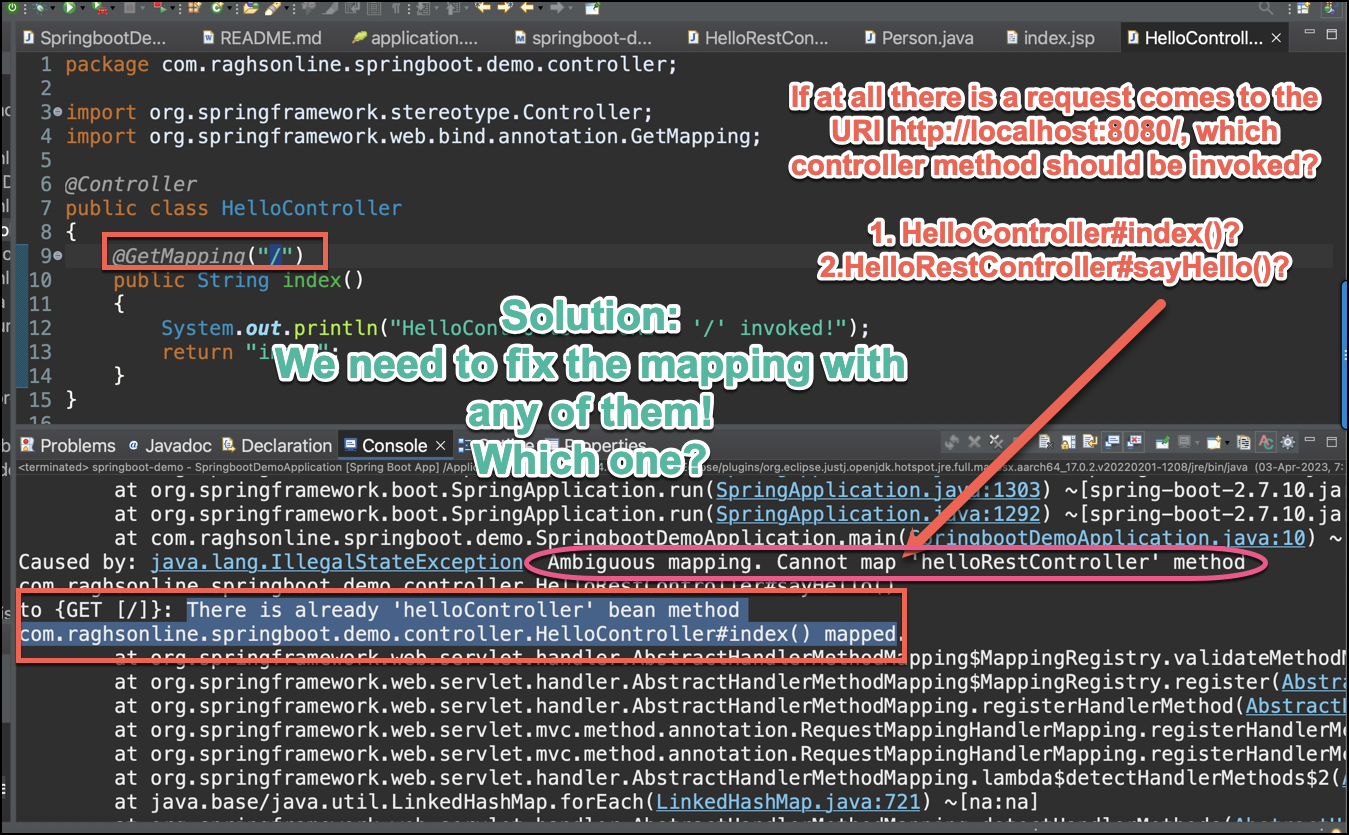 SpringbootDe...
README.md
application....
springboot-d...
HelloRestCon...
Person.java
index.jsp
HelloControll...
1 package com.raghsonline.springboot.demo.controller;
2
3 import org.springframework.stereotype.Controller;
4 import org.springframework.web.bind.annotation.GetMapping;
5
6 @Controller
7 public class HelloController
8 {
9 @GetMapping("/")
10 public String index()
11 {
12 System.out.println("HelloCon '/' invoked!");
13 return "in ";
14 }
15 }
16
If at all there is a request comes to the
URI http://localhost:8080/, which
controller method should be invoked?
1. HelloController#index()?
2.HelloRestController#sayHello()?
Solution:
We need to fix the mapping with
any of them!
Which one?
Problems
Javadoc
Declaration
Console
Properties
<terminated> springboot-demo - SpringbootDemoApplication [Spring Boot App] /Applic se/plugins/org.eclipse.justj.openjdk.hotspot.jre.full.ma sx.aarch64_17.0.2.v20220201-1208/jre/bin/java (03-Apr-2023, 7:
at org.springframework.boot.SpringApplication.run(SpringApplication.java:1303) ~[spring-boot-2.7.10.ja
at org.springframework.boot.SpringApplication.run(SpringApplication.java:1292) ~[spring-boot-2.7.10.ja
at com.raghsonline.springboot.demo.SpringbootDemoApplication.main(SpringbootDemoApplication.java:10) ~
Caused by: java.lang.IllegalStateException: Ambiguous mapping. Cannot map 'helloRestController' method
com.raghsonline.springboot.demo.controller.HelloRestController#sayHello()
to {GET [/]}: There is already 'helloController' bean method
com.raghsonline.springboot.demo.controller.HelloController#index() mapped.
at org.springframework.web.servlet.handler.AbstractHandlerMethodMapping$MappingRegistry.validateMethodM
at org.springframework.web.servlet.handler.AbstractHandlerMethodMapping$MappingRegistry.register(Abstra
at org.springframework.web.servlet.handler.AbstractHandlerMethodMapping.registerHandlerMethod(AbstractH
at org.springframework.web.servlet.mvc.method.annotation.RequestMappingHandlerMapping.registerHandlerMe
at org.springframework.web.servlet.mvc.method.annotation.RequestMappingHandlerMapping.registerHandlerMe
at org.springframework.web.servlet.handler.AbstractHandlerMethodMapping.lambda$detectHandlerMethods$2(A
at java.base/java.util.LinkedHashMap.forEach(LinkedHashMap.java:721) ~[na:na]